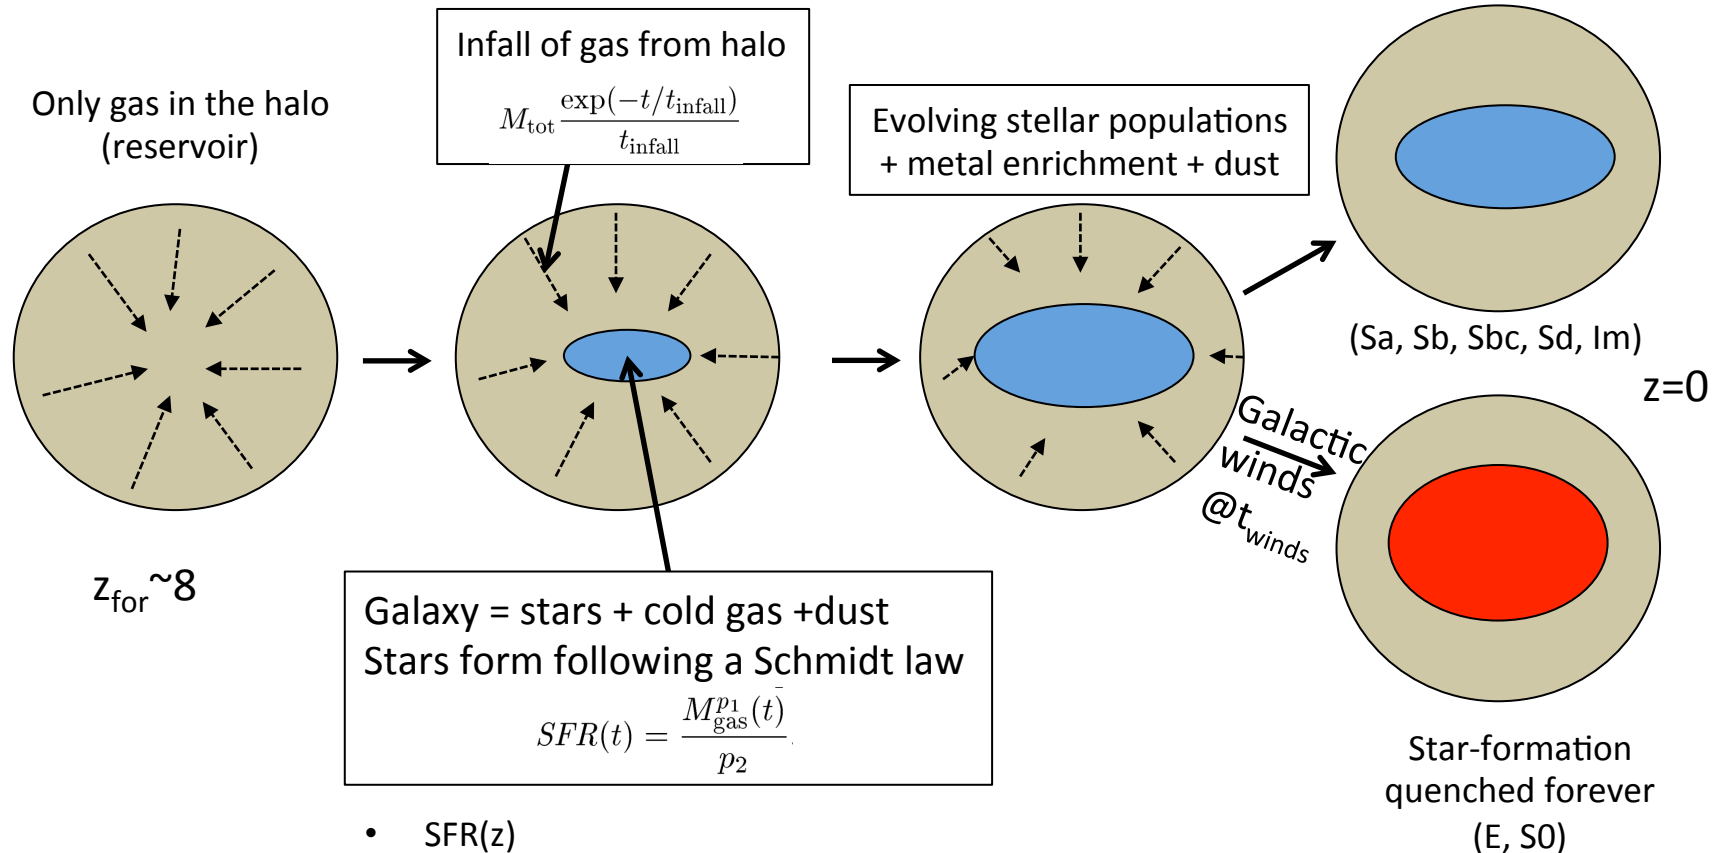 Only gas in the halo
(reservoir)
z_for~8
Infall of gas from halo
M_tot exp(−t/t_infall) / t_infall
Galaxy = stars + cold gas +dust
Stars form following a Schmidt law
SFR(t) = M_gas^p_1(t) / p_2
• SFR(z)
Evolving stellar populations
+ metal enrichment + dust
Galactic
winds
@t_winds
(Sa, Sb, Sbc, Sd, Im)
z=0
Star-formation
quenched forever
(E, S0)